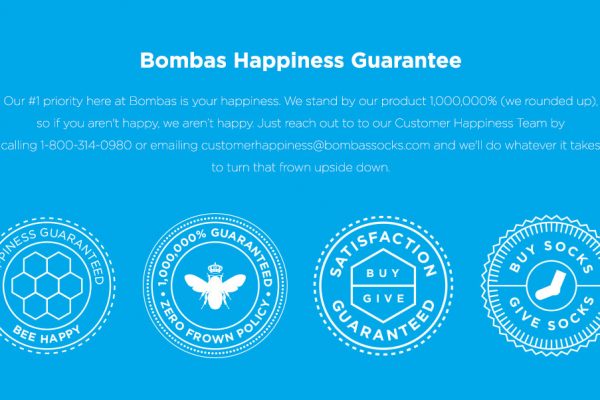 Bombas Happiness Guarantee
Our #1 priority here at Bombas is your happiness. We stand by our product 1,000,000% (we rounded up),
so if you aren't happy, we aren't happy. Just reach out to to our Customer Happiness Team by
calling 1-800-314-0980 or emailing customerhappiness@bombassocks.com and we'll do whatever it takes
to turn that frown upside down.
PINESS GUARANTEED
BEE HAPPY
• 1,000,000% GUARANTEED •
ZERO FROWN POLICY
SATISFACTION
BUY
GIVE
GUARANTEED
BUY SOCKS
GIVE SOCKS